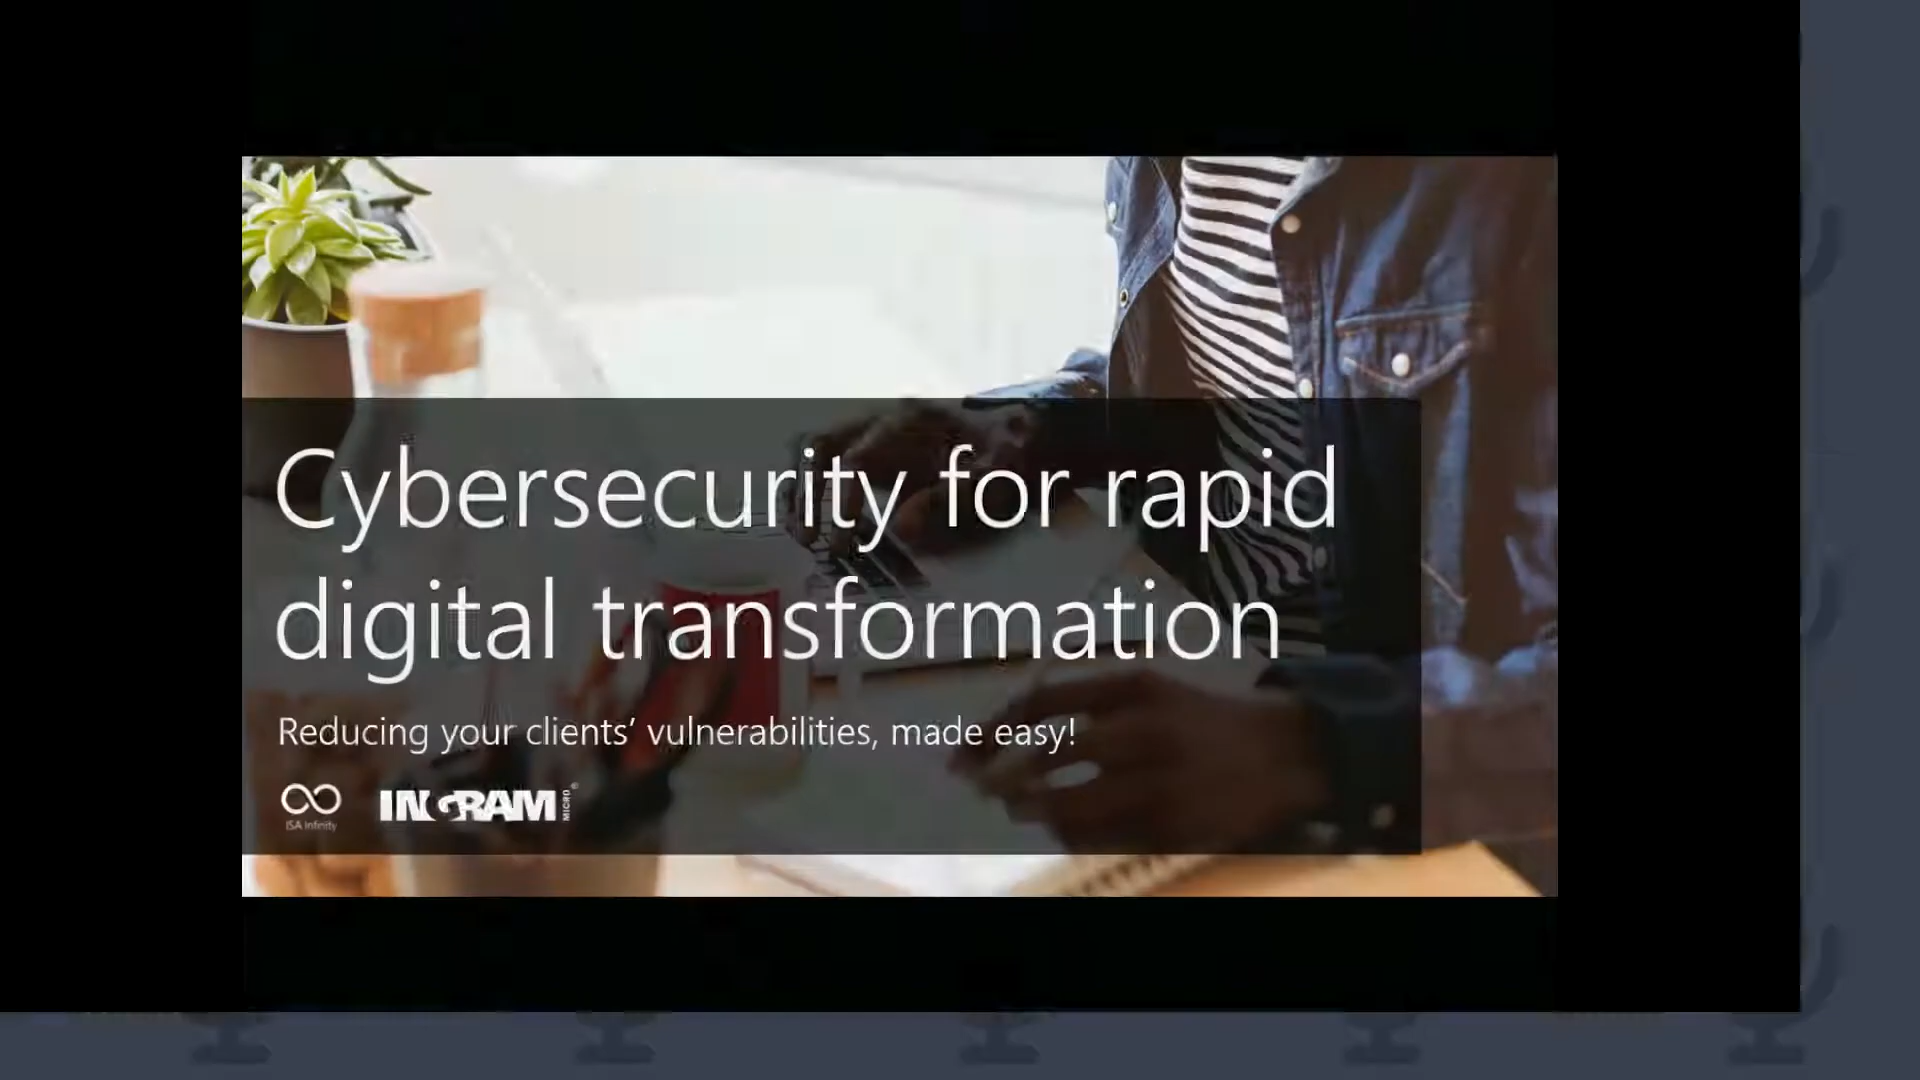 Cybersecurity for rapid
digital transformation
Reducing your clients’ vulnerabilities, made easy!
ISA Infinity
INGRAM MICRO®